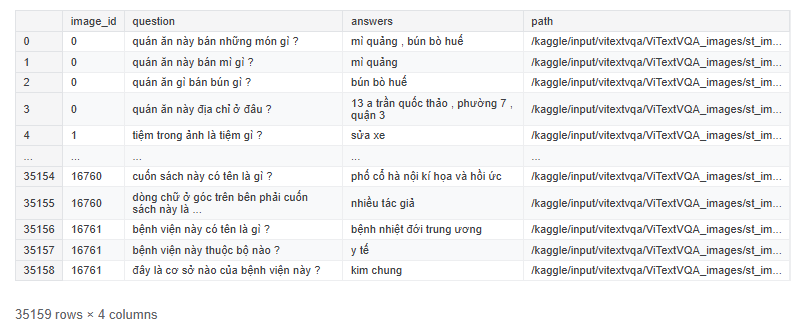 image_id question answers path
0 0 quán ăn này bán những món gì ? mì quảng , bún bò huế /kaggle/input/vitextvqa/ViTextVQA_images/st_im...
1 0 quán ăn này bán mì gì ? mì quảng /kaggle/input/vitextvqa/ViTextVQA_images/st_im...
2 0 quán ăn gì bán bún gì ? bún bò huế /kaggle/input/vitextvqa/ViTextVQA_images/st_im...
3 0 quán ăn này địa chỉ ở đâu ? 13 a trần quốc thảo , phường 7 ,
quận 3 /kaggle/input/vitextvqa/ViTextVQA_images/st_im...
4 1 tiệm trong ảnh là tiệm gì ? sửa xe /kaggle/input/vitextvqa/ViTextVQA_images/st_im...
... ... ... ... ...
35154 16760 cuốn sách này có tên là gì ? phố cổ hà nội kí họa và hồi ức /kaggle/input/vitextvqa/ViTextVQA_images/st_im...
35155 16760 dòng chữ ở góc trên bên phải cuốn
sách này là ... nhiều tác giả /kaggle/input/vitextvqa/ViTextVQA_images/st_im...
35156 16761 bệnh viện này có tên là gì ? bệnh nhiệt đới trung ương /kaggle/input/vitextvqa/ViTextVQA_images/st_im...
35157 16761 bệnh viện này thuộc bộ nào ? y tế /kaggle/input/vitextvqa/ViTextVQA_images/st_im...
35158 16761 đây là cơ sở nào của bệnh viện này ? kim chung /kaggle/input/vitextvqa/ViTextVQA_images/st_im...
35159 rows × 4 columns